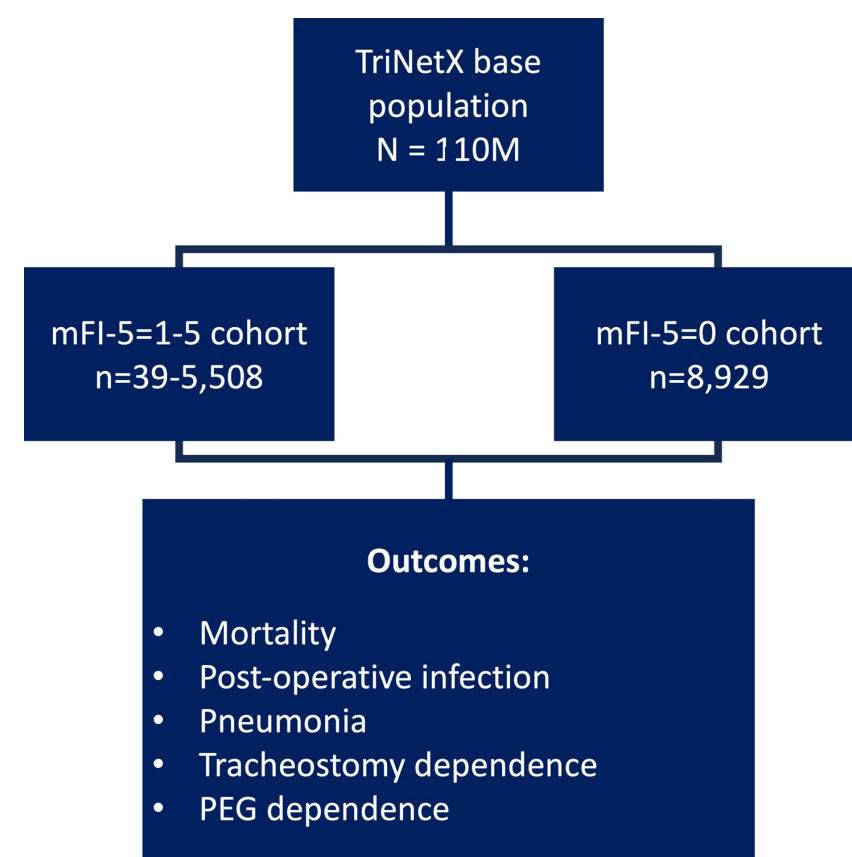 TriNetX base
population
N = 110M
mFI-5=1-5 cohort
n=39-5,508
mFI-5=0 cohort
n=8,929
Outcomes:
• Mortality
• Post-operative infection
• Pneumonia
• Tracheostomy dependence
• PEG dependence